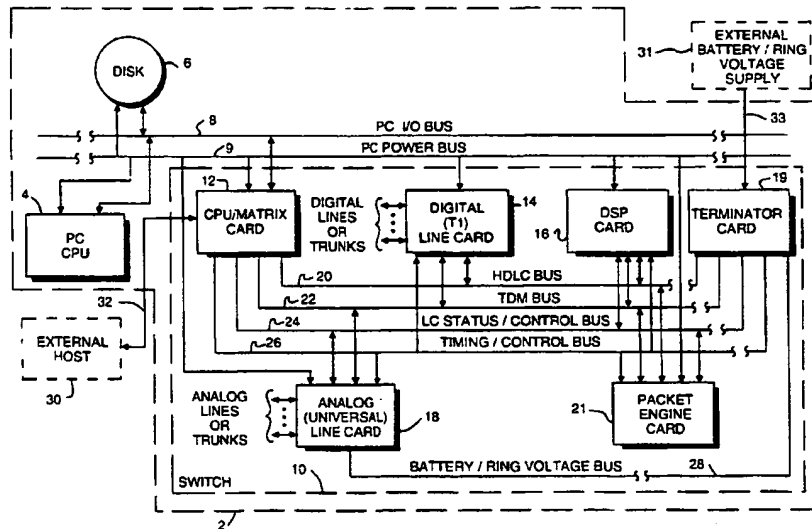 EXTERNAL
BATTERY / RING
VOLTAGE
SUPPLY
31
DISK
6
33
8
PC I/O BUS
9
PC POWER BUS
4
PC
CPU
12
CPU/MATRIX
CARD
DIGITAL
LINES
OR
TRUNKS
DIGITAL
(T1)
LINE CARD
14
16
DSP
CARD
19
TERMINATOR
CARD
20
HDLC BUS
22
TDM BUS
24
LC STATUS / CONTROL BUS
26
TIMING / CONTROL BUS
32
EXTERNAL
HOST
30
ANALOG
LINES
OR
TRUNKS
ANALOG
(UNIVERSAL)
LINE CARD
18
21
PACKET
ENGINE
CARD
BATTERY / RING VOLTAGE BUS
28
SWITCH
10
2